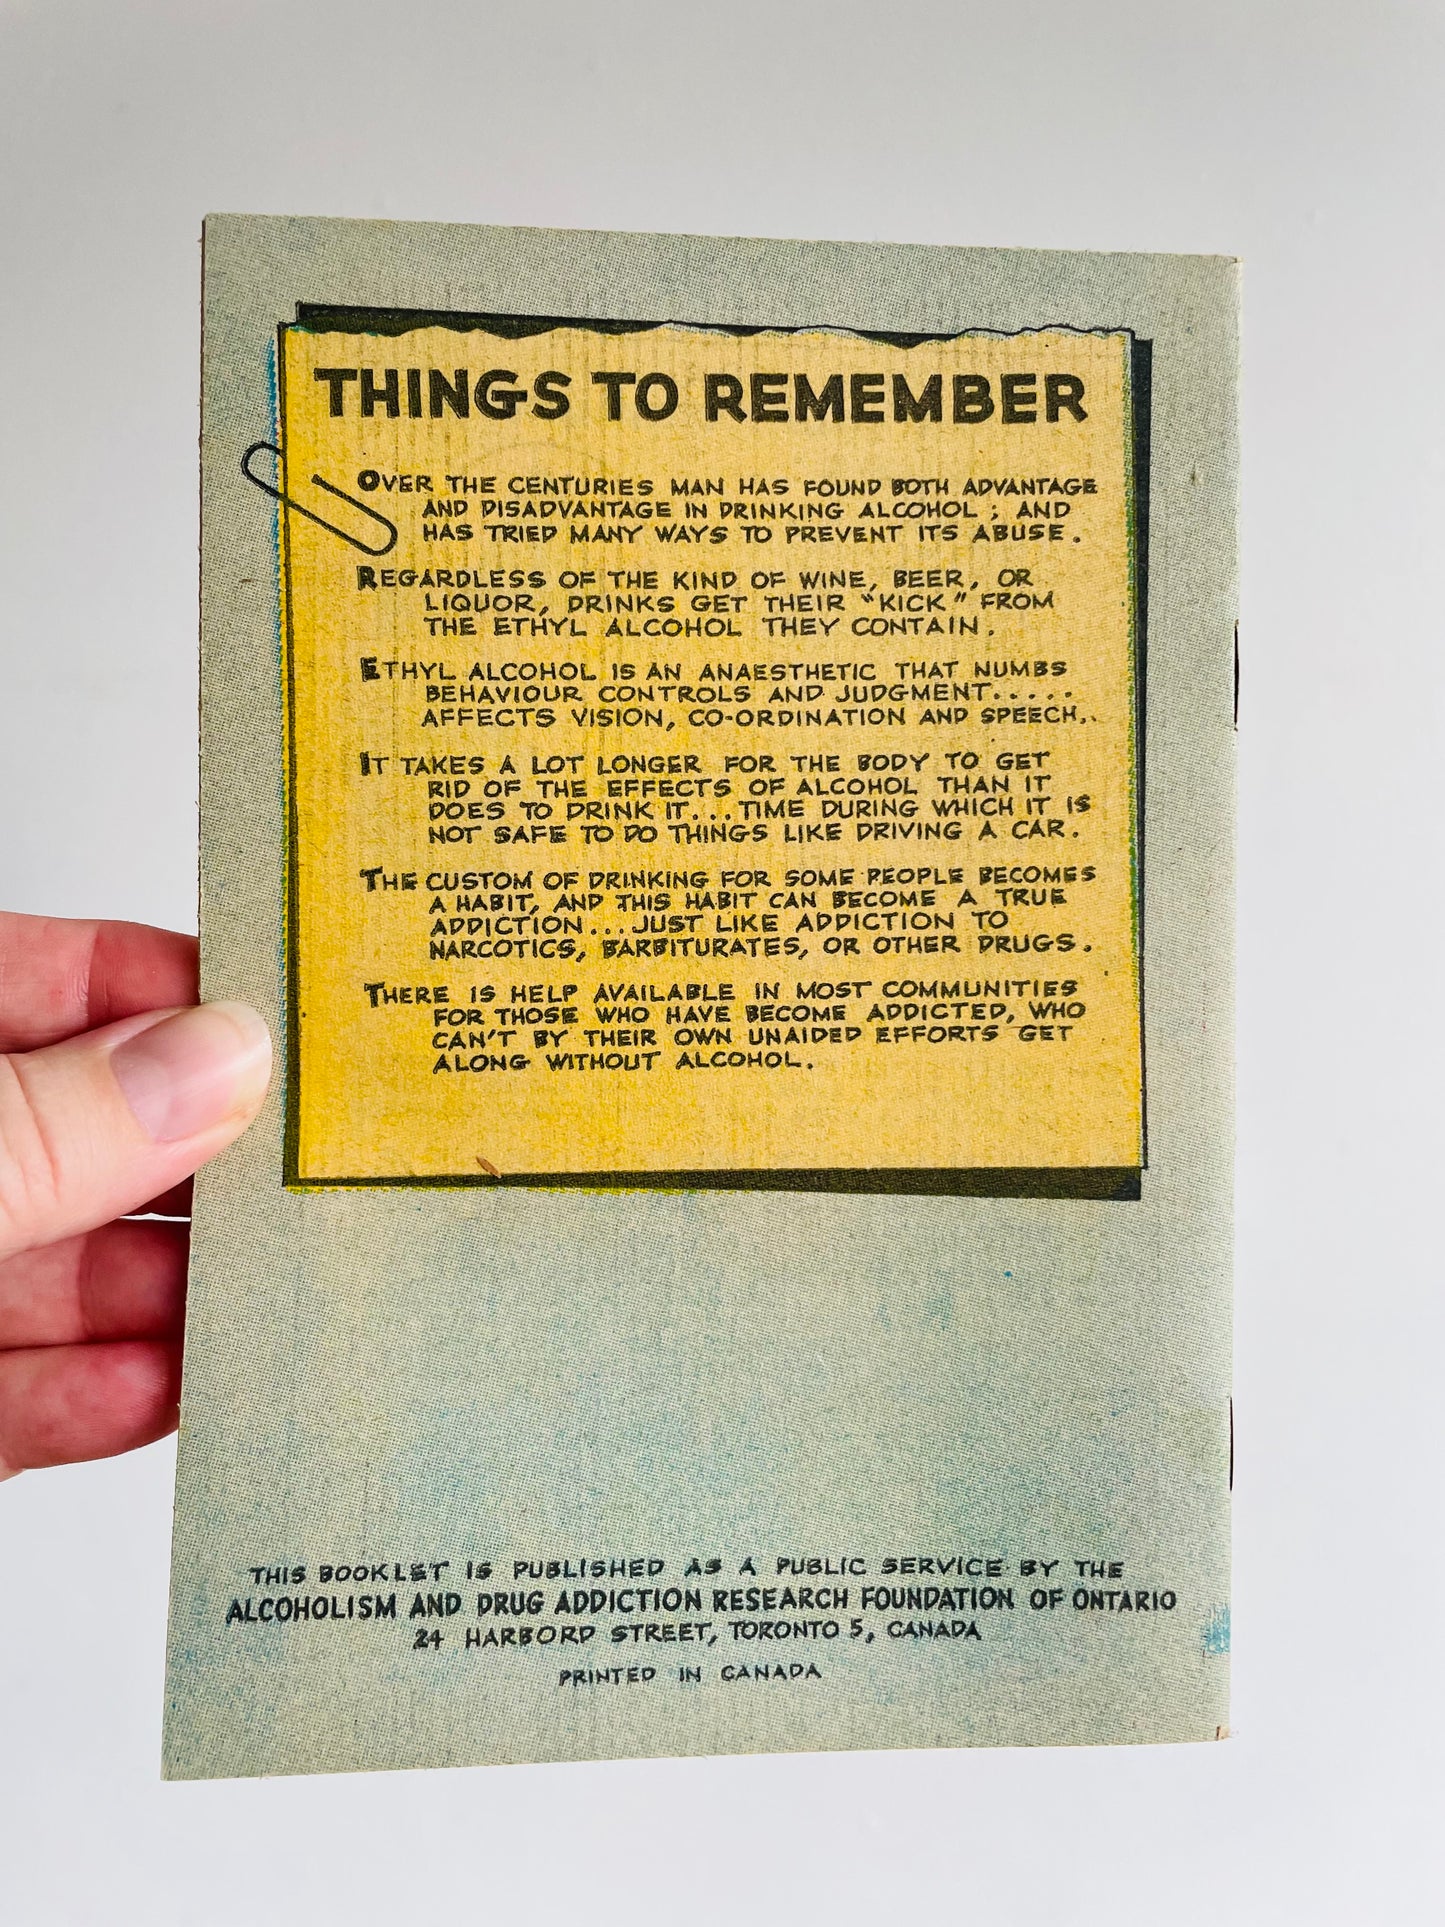 THINGS TO REMEMBER
OVER THE CENTURIES MAN HAS FOUND BOTH ADVANTAGE
AND DISADVANTAGE IN DRINKING ALCOHOL; AND
HAS TRIED MANY WAYS TO PREVENT ITS ABUSE.
REGARDLESS OF THE KIND OF WINE, BEER, OR
LIQUOR, DRINKS GET THEIR "KICK" FROM
THE ETHYL ALCOHOL THEY CONTAIN.
ETHYL ALCOHOL IS AN ANAESTHETIC THAT NUMBS
BEHAVIOUR CONTROLS AND JUDGMENT.....
AFFECTS VISION, CO-ORDINATION AND SPEECH..
IT TAKES A LOT LONGER FOR THE BODY TO GET
RID OF THE EFFECTS OF ALCOHOL THAN IT
DOES TO DRINK IT...TIME DURING WHICH IT IS
NOT SAFE TO DO THINGS LIKE DRIVING A CAR.
THE CUSTOM OF DRINKING FOR SOME PEOPLE BECOMES
A HABIT, AND THIS HABIT CAN BECOME A TRUE
ADDICTION...JUST LIKE ADDICTION TO
NARCOTICS, BARBITURATES, OR OTHER DRUGS.
THERE IS HELP AVAILABLE IN MOST COMMUNITIES
FOR THOSE WHO HAVE BECOME ADDICTED, WHO
CAN'T BY THEIR OWN UNAIDED EFFORTS GET
ALONG WITHOUT ALCOHOL.
THIS BOOKLET IS PUBLISHED AS A PUBLIC SERVICE BY THE
ALCOHOLISM AND DRUG ADDICTION RESEARCH FOUNDATION OF ONTARIO
24 HARBORD STREET, TORONTO 5, CANADA
PRINTED IN CANADA